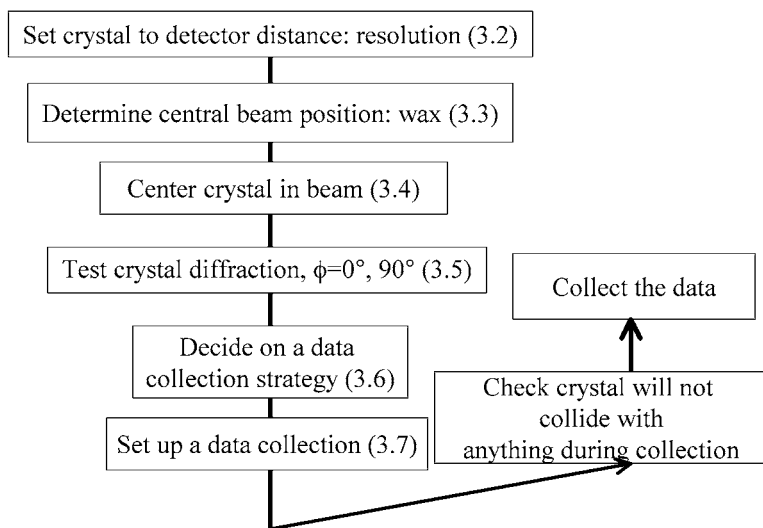 Set crystal to detector distance: resolution (3.2)
Determine central beam position: wax (3.3)
Center crystal in beam (3.4)
Test crystal diffraction, ϕ=0°, 90° (3.5)
Decide on a data
collection strategy (3.6)
Set up a data collection (3.7)
Check crystal will not
collide with
anything during collection
Collect the data